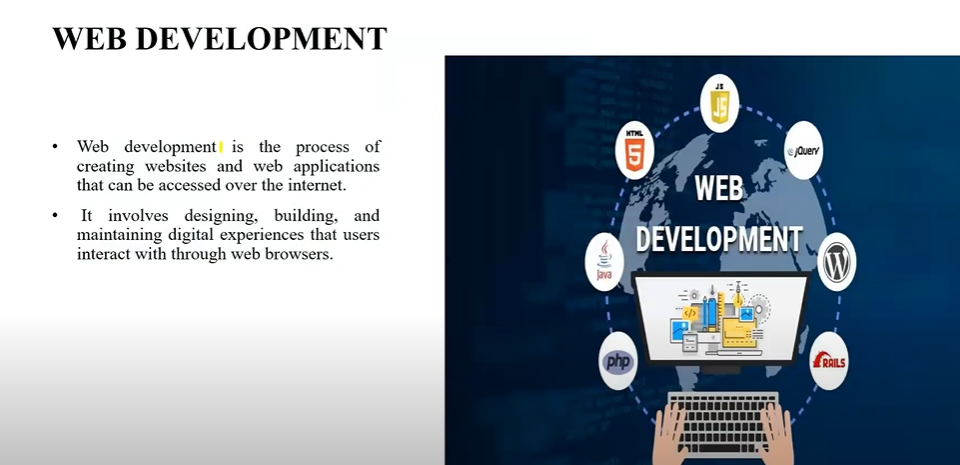 WEB DEVELOPMENT
• Web development is the process of
creating websites and web applications
that can be accessed over the internet.
• It involves designing, building, and
maintaining digital experiences that users
interact with through web browsers.
JS
JS
HTML
5
jQuery
WEB
DEVELOPMENT
Java
W
</>
php
RAILS